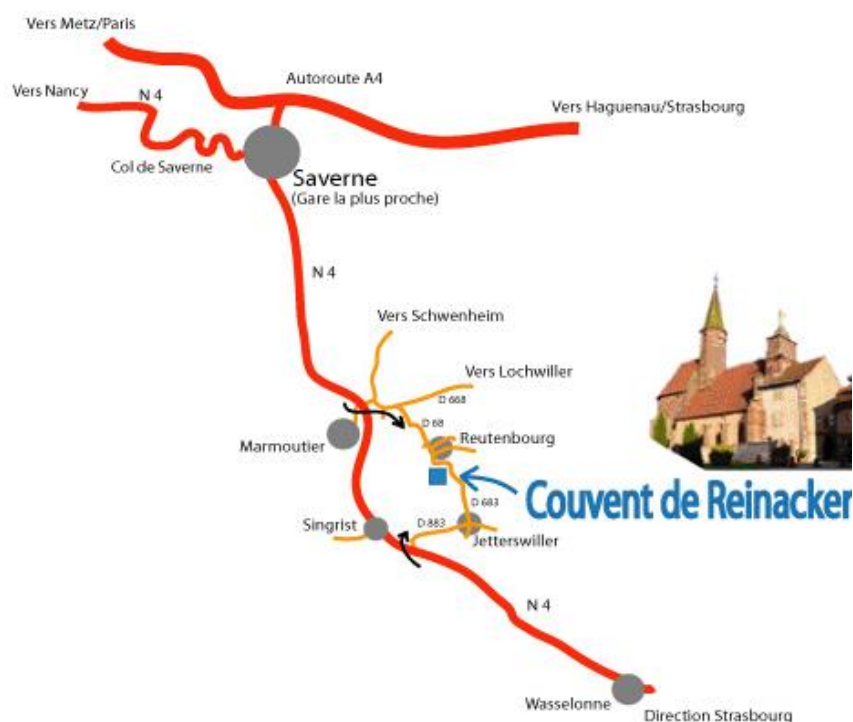 Vers Metz/Paris
Autoroute A4
Vers Nancy
N 4
Vers Haguenau/Strasbourg
Col de Saverne
Saverne
(Gare la plus proche)
N 4
Vers Schwenheim
Vers Lochwiller
D 668
D 68
Marmoutier
Reutenbourg
Couvent de Reinacker
D 683
Singrist
D 883
Jetterswiller
N 4
Wasselonne
Direction Strasbourg